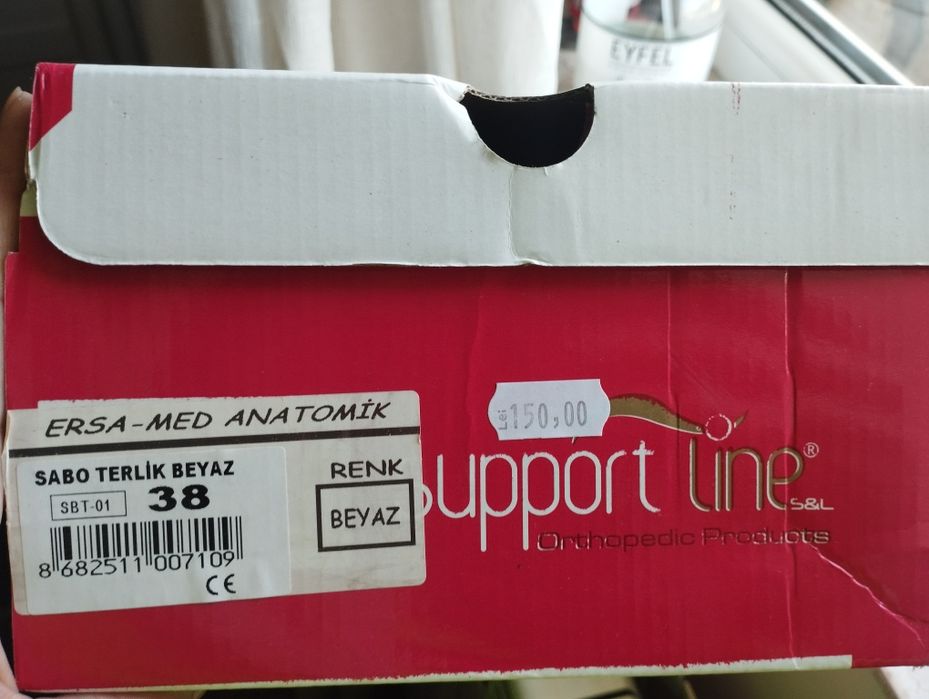 EYFEL
ERSA-MED ANATOMİK
SABO TERLİK BEYAZ
SBT-01 38
8 682511 007109
CE
RENK
BEYAZ
Lei 150,00
Support Line®
S&L
Orthopedic Products